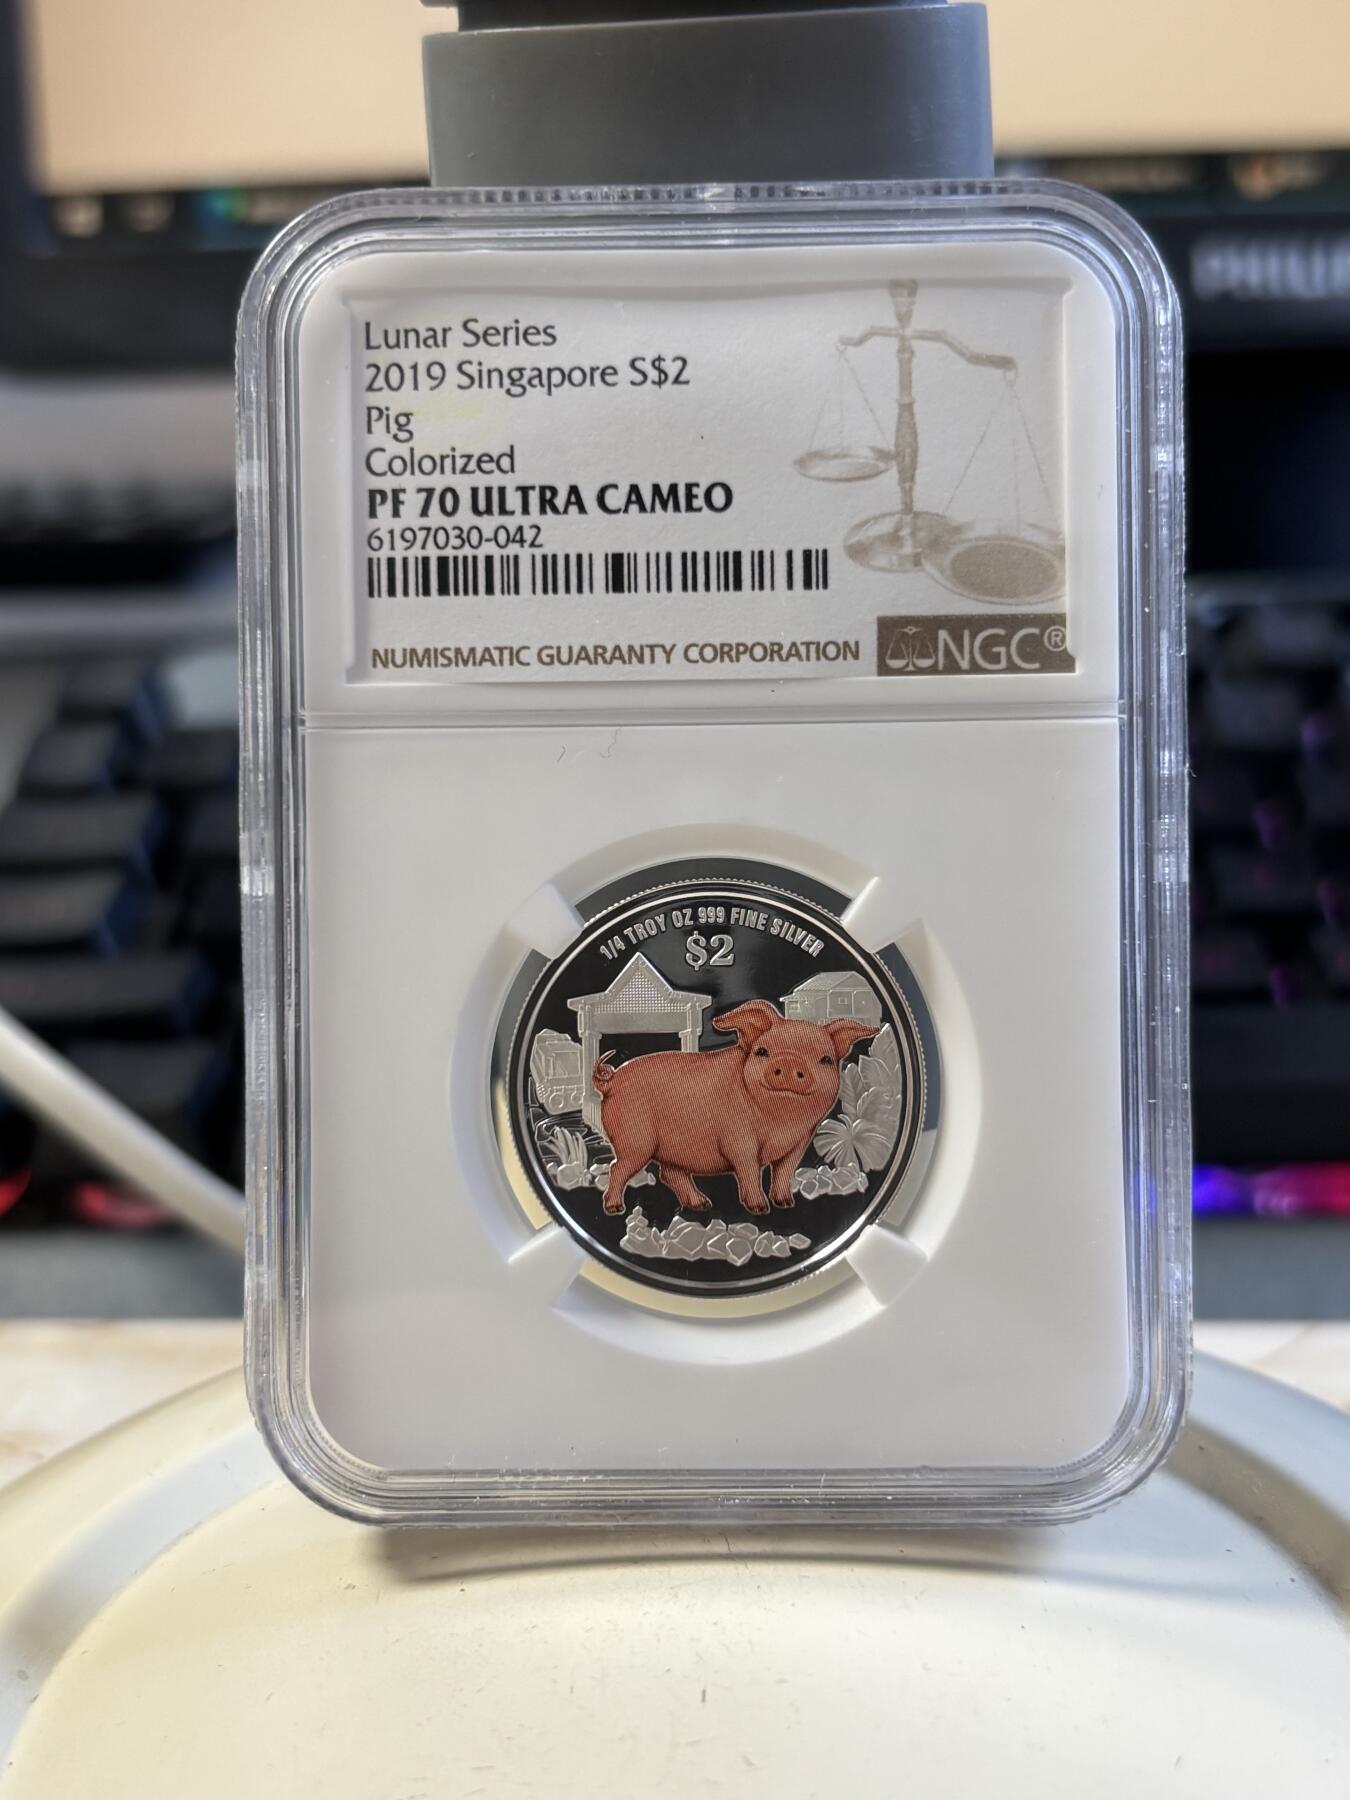 PHILI
Lunar Series
2019 Singapore S$2
Pig
Colorized
PF 70 ULTRA CAMEO
6197030-042
NUMISMATIC GUARANTY CORPORATION
NGC®
1/4 TROY OZ 999 FINE SILVER
$2